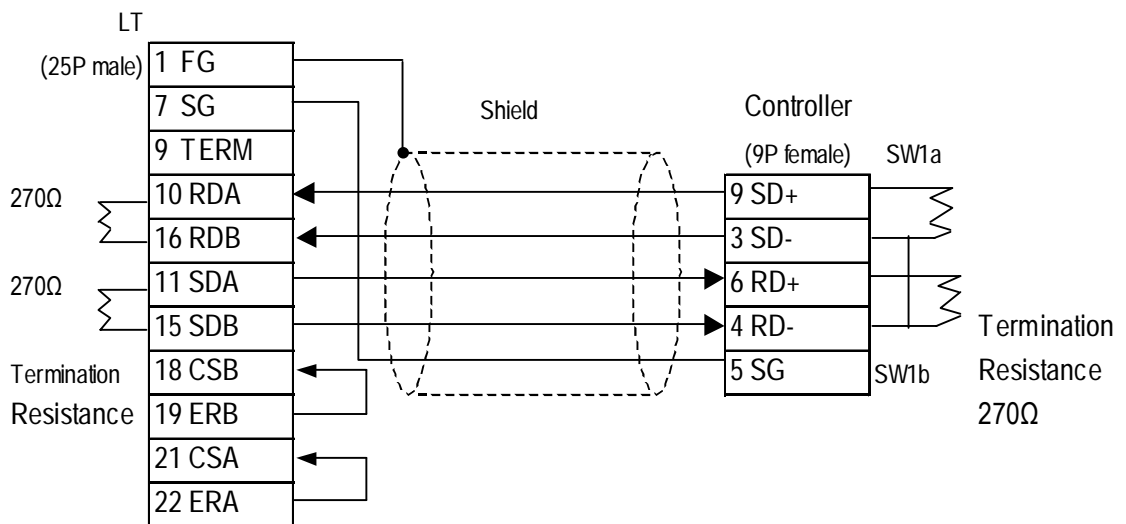 LT
(25P male)
1 FG
7 SG
9 TERM
10 RDA
16 RDB
11 SDA
15 SDB
18 CSB
19 ERB
21 CSA
22 ERA
270Ω
270Ω
Termination
Resistance
Shield
Controller
(9P female)
SW1a
9 SD+
3 SD-
6 RD+
4 RD-
5 SG
SW1b
Termination
Resistance
270Ω